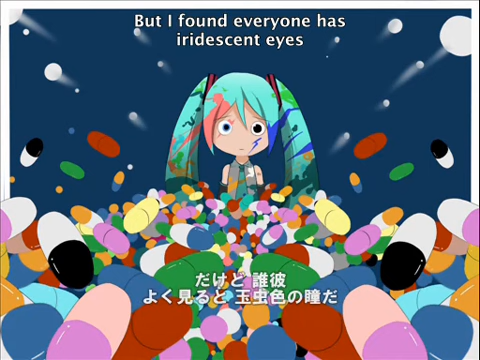 But I found everyone has
iridescent eyes
だけど 誰彼
よく見ると 玉虫色の瞳だ